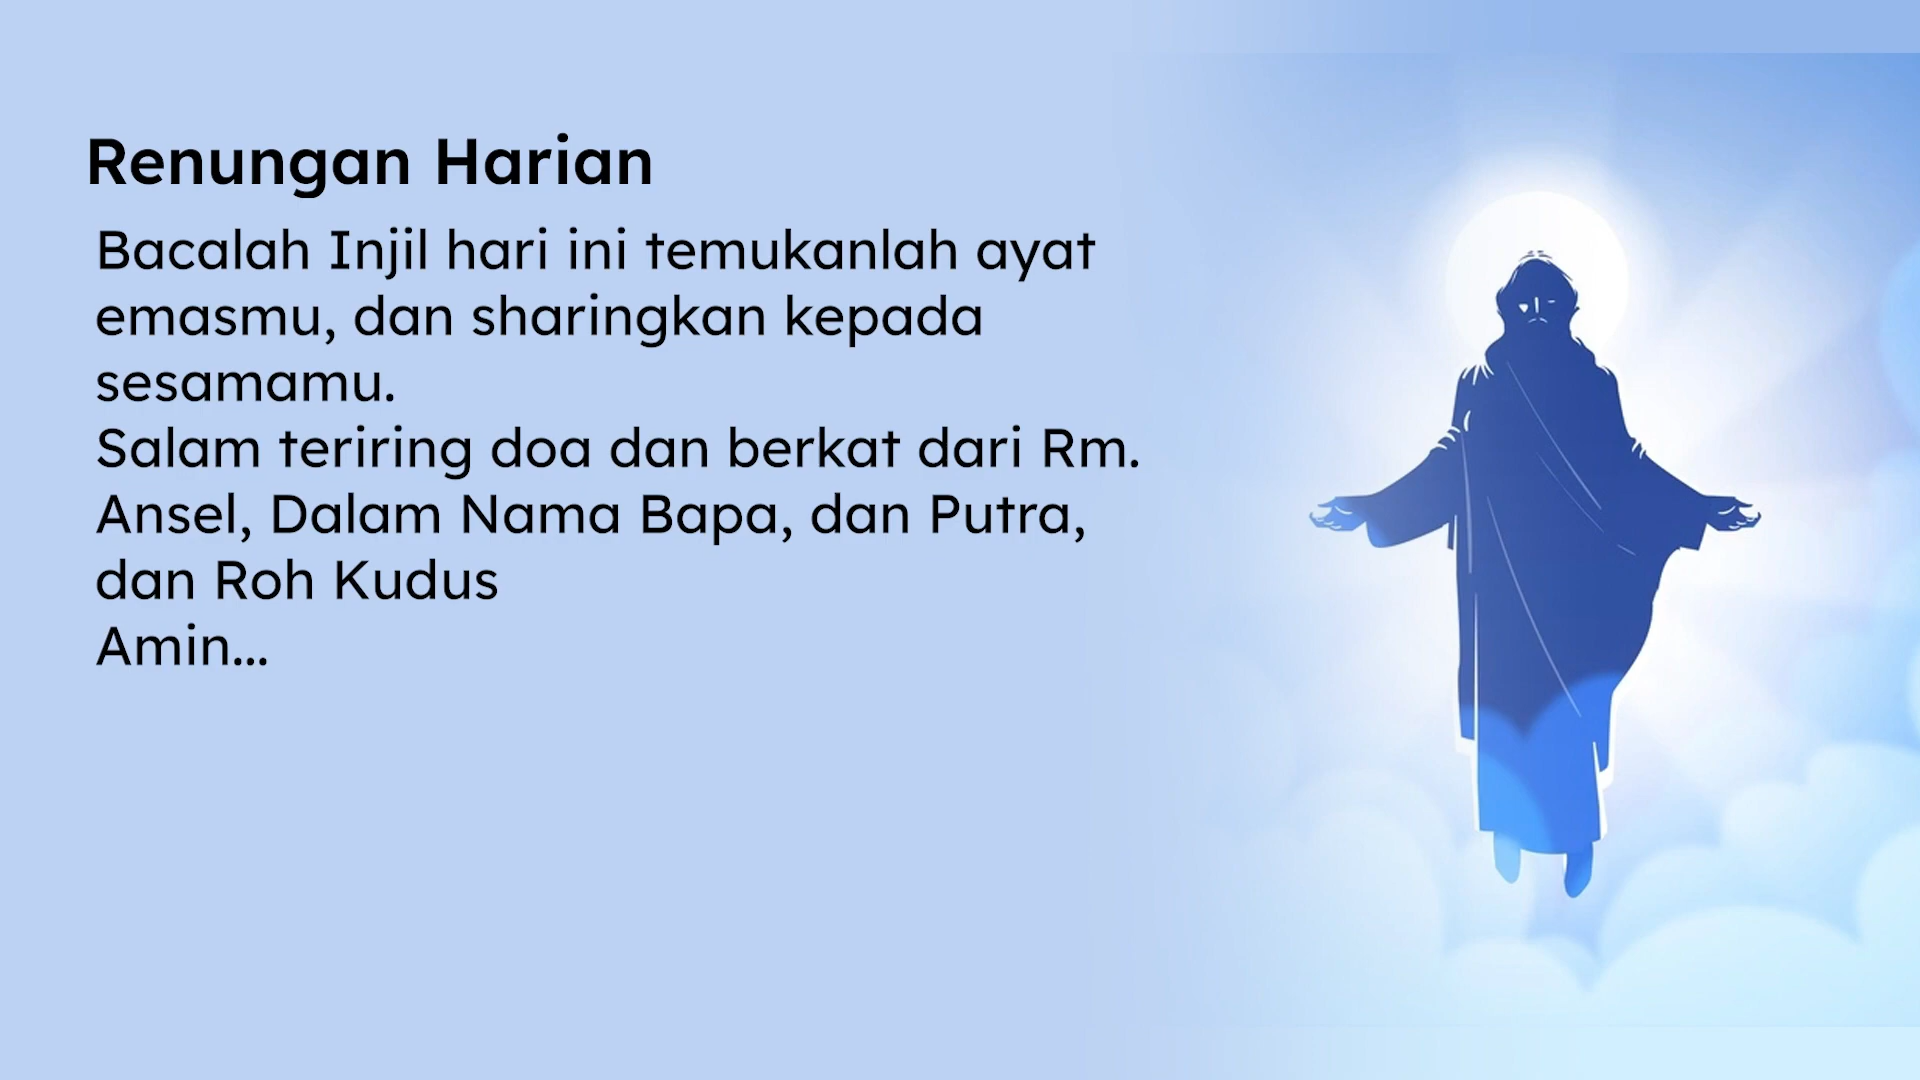 Renungan Harian
Bacalah Injil hari ini temukanlah ayat
emasmu, dan sharingkan kepada
sesamamu.
Salam teriring doa dan berkat dari Rm.
Ansel, Dalam Nama Bapa, dan Putra,
dan Roh Kudus
Amin...